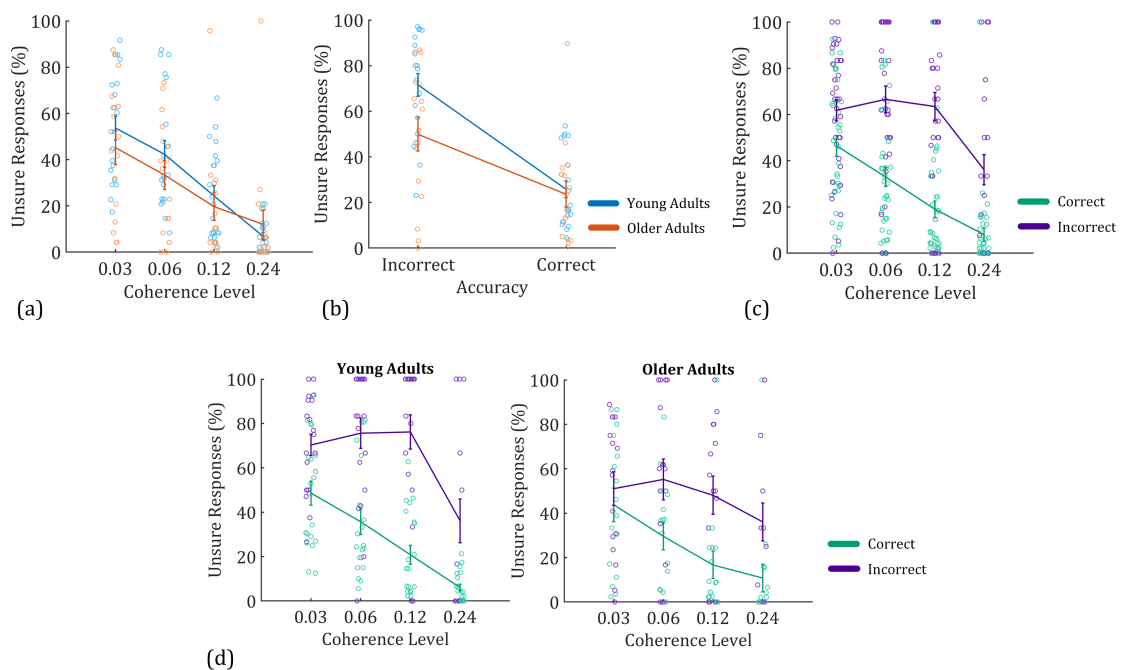 100
80
60
40
20
0
Unsure Responses (%)
0.03 0.06 0.12 0.24
Coherence Level
(a)
100
80
60
40
20
0
Unsure Responses (%)
Incorrect Correct
Accuracy
Young Adults
Older Adults
(b)
100
80
60
40
20
0
Unsure Responses (%)
0.03 0.06 0.12 0.24
Coherence Level
Correct
Incorrect
(c)
Young Adults
100
80
60
40
20
0
Unsure Responses (%)
0.03 0.06 0.12 0.24
Coherence Level
Older Adults
100
80
60
40
20
0
Unsure Responses (%)
0.03 0.06 0.12 0.24
Coherence Level
Correct
Incorrect
(d)